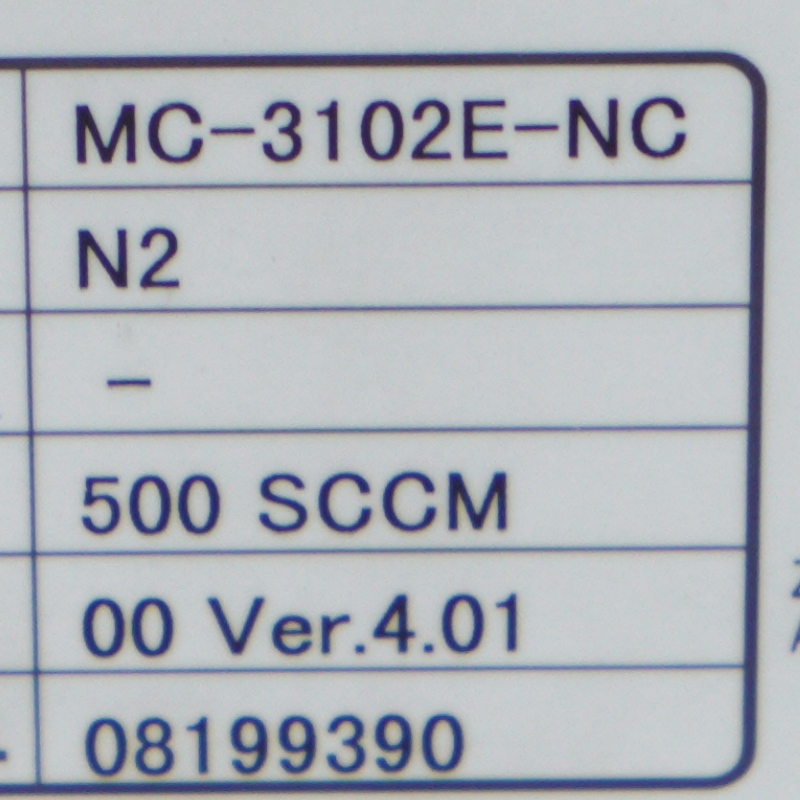 MC-3102E-NC
N2
-
500 SCCM
00 Ver.4.01
08199390